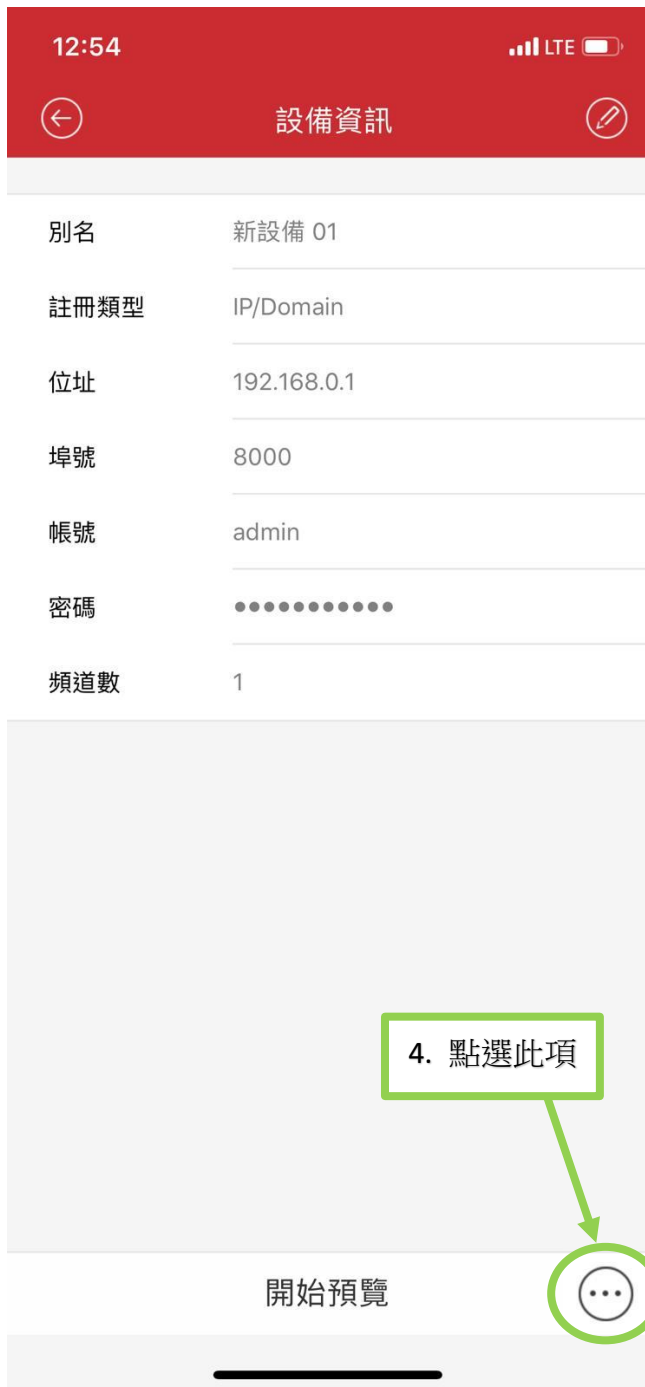 12:54 LTE
設備資訊
別名 新設備 01
註冊類型 IP/Domain
位址 192.168.0.1
埠號 8000
帳號 admin
密碼 ●●●●●●●●●●●
頻道數 1
4. 點選此項
開始預覽